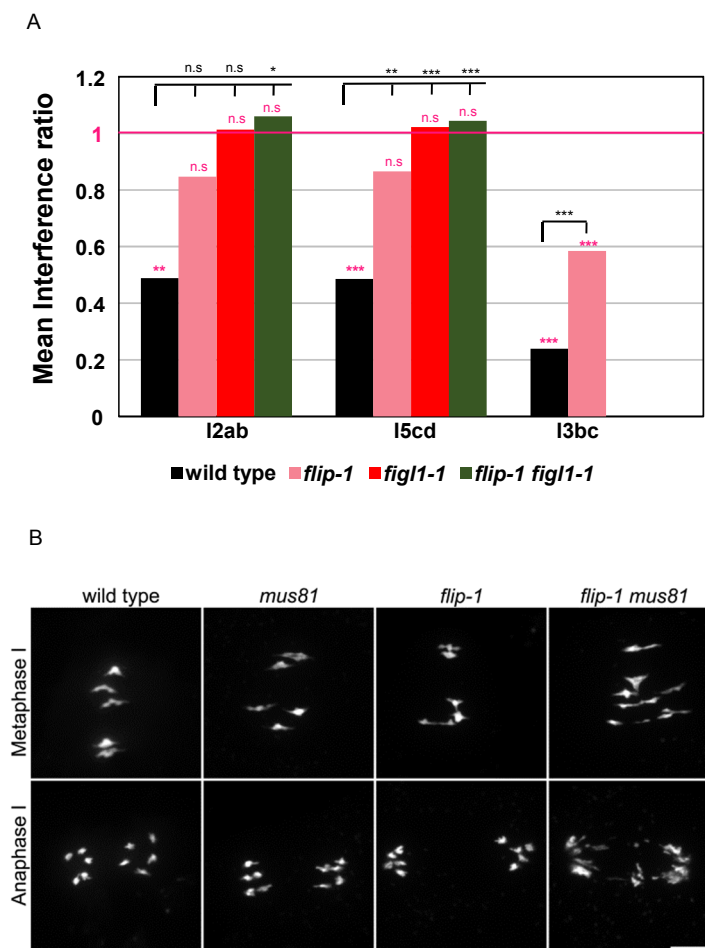 A
n.s n.s *
** *** ***
1.2
n.s
n.s
n.s
n.s
1
n.s
n.s
0.8
***
0.6
***
**
***
0.4
***
0.2
0
Mean Interference ratio
I2ab I5cd I3bc
wild type flip-1 figl1-1 flip-1 figl1-1
B
wild type mus81 flip-1 flip-1 mus81
Metaphase I
Anaphase I